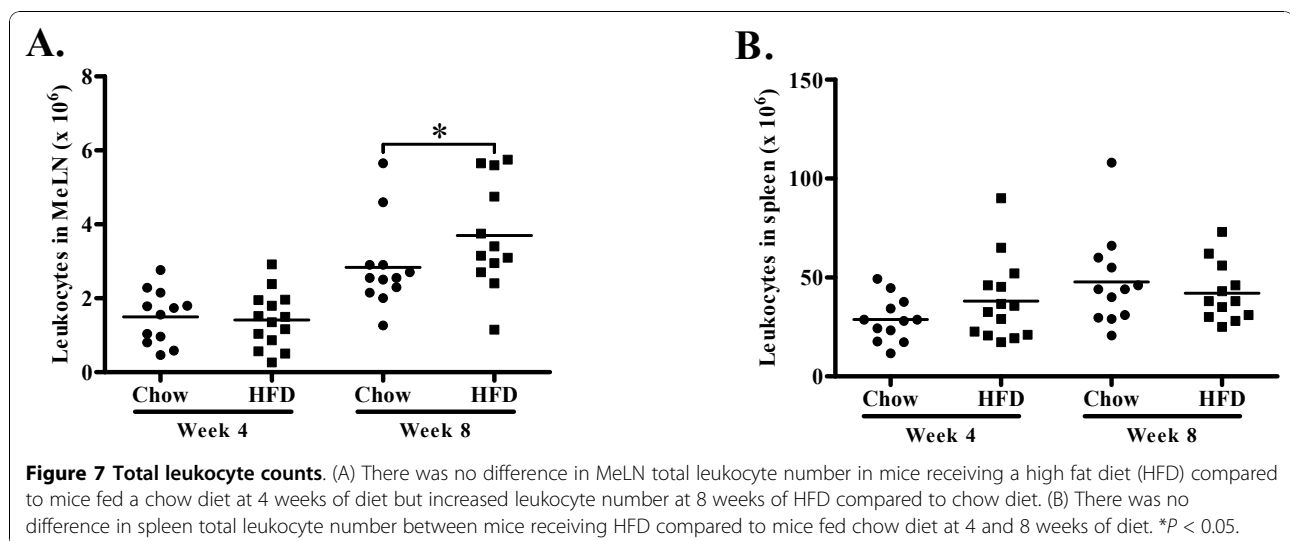 A.
Leukocytes in MeLN (x 10⁶)
8
6
4
2
0
*
Chow HFD Chow HFD
Week 4 Week 8
B.
Leukocytes in spleen (x 10⁶)
150
100
50
0
Chow HFD Chow HFD
Week 4 Week 8
Figure 7 Total leukocyte counts. (A) There was no difference in MeLN total leukocyte number in mice receiving a high fat diet (HFD) compared
to mice fed a chow diet at 4 weeks of diet but increased leukocyte number at 8 weeks of HFD compared to chow diet. (B) There was no
difference in spleen total leukocyte number between mice receiving HFD compared to mice fed chow diet at 4 and 8 weeks of diet. *P < 0.05.